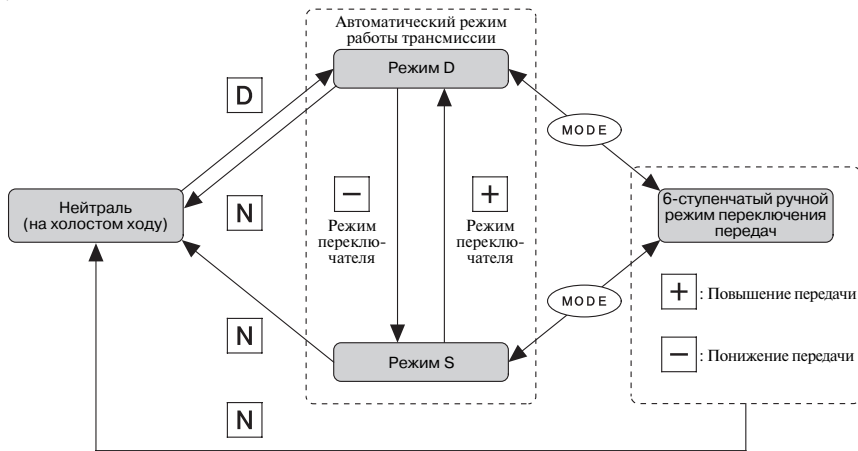 Автоматический режим
работы трансмиссии
Режим D
D
MODE
N
Нейтраль
(на холостом ходу)
−
Режим
переклю-
чателя
+
Режим
переклю-
чателя
6-ступенчатый ручной
режим переключения
передач
+ : Повышение передачи
− : Понижение передачи
MODE
N
Режим S
N